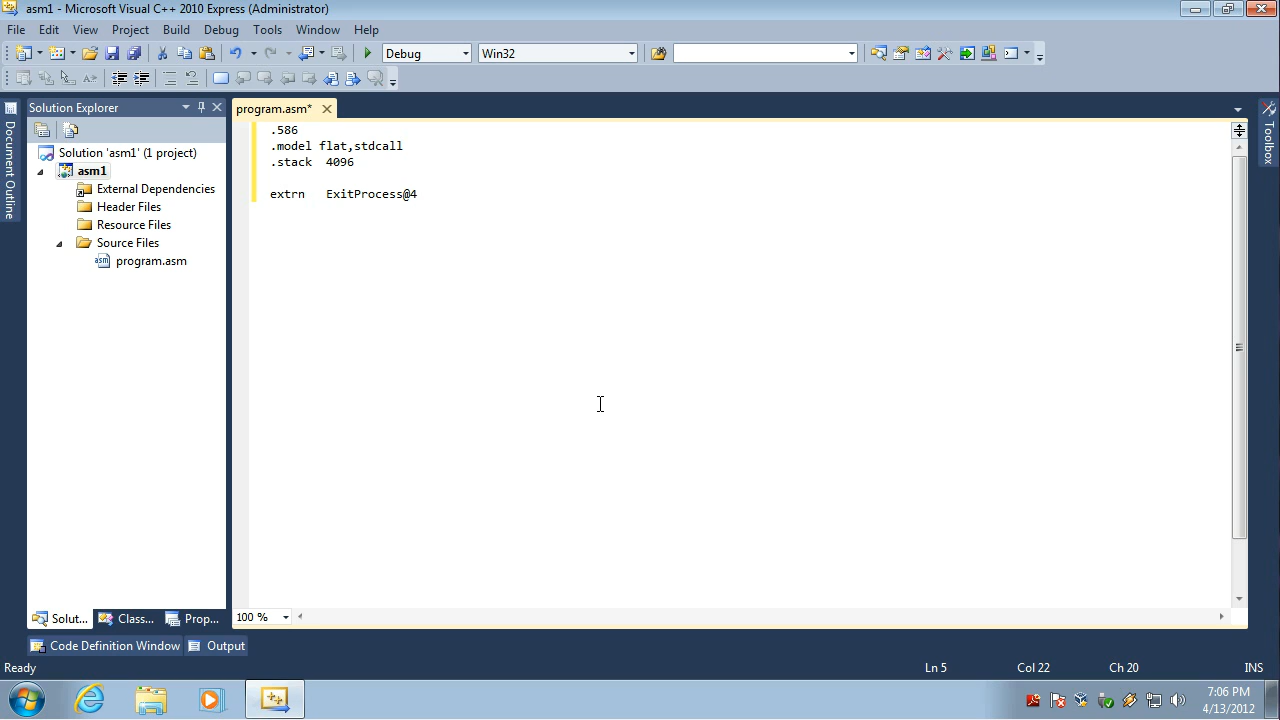 asm1 - Microsoft Visual C++ 2010 Express (Administrator)
File Edit View Project Build Debug Tools Window Help
Debug Win32
Document Outline
Solution Explorer
Solution 'asm1' (1 project)
asm1
External Dependencies
Header Files
Resource Files
Source Files
program.asm
program.asm*
.586
.model flat,stdcall
.stack 4096
extrn ExitProcess@4
Toolbox
100 %
Solut... Class... Prop...
Code Definition Window Output
Ready Ln 5 Col 22 Ch 20 INS
7:06 PM
4/13/2012